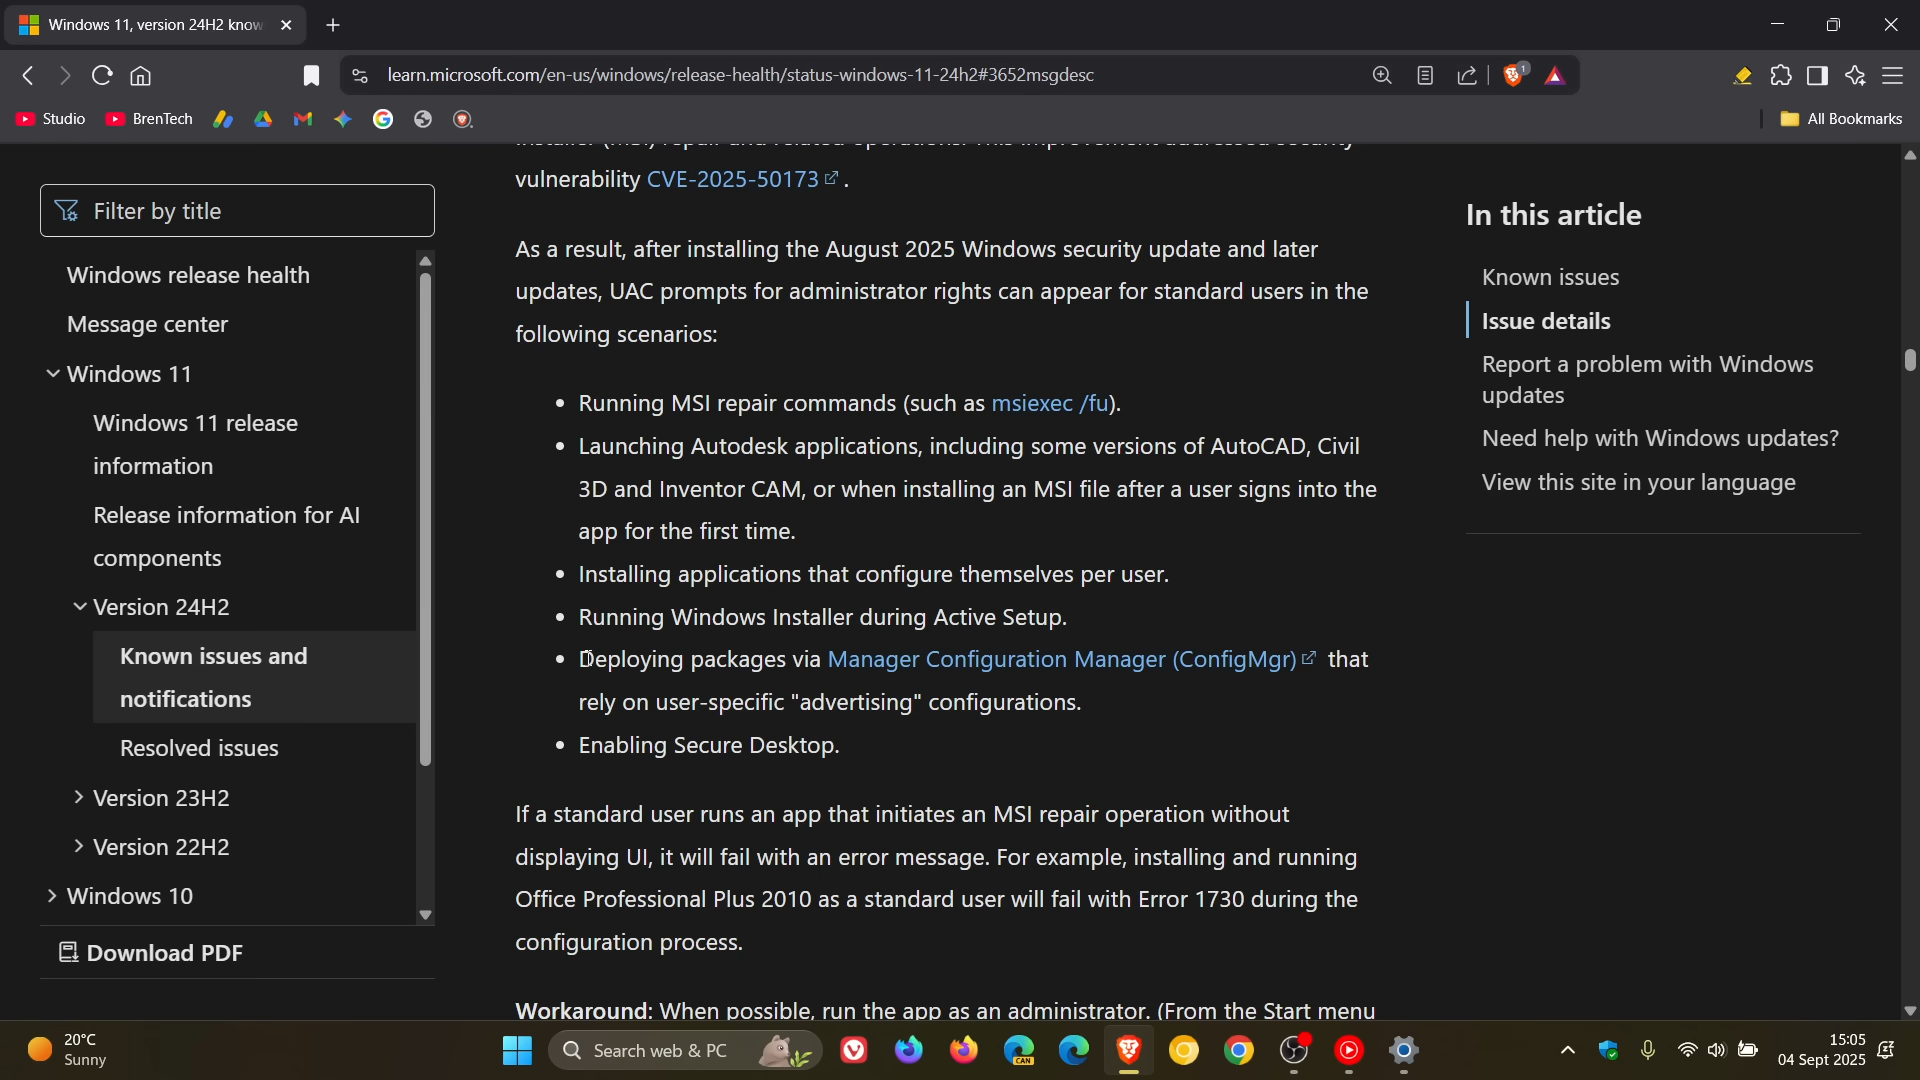 Windows 11, version 24H2 know
learn.microsoft.com/en-us/windows/release-health/status-windows-11-24h2#3652msgdesc
1
Studio
BrenTech
All Bookmarks
Filter by title
Windows release health
Message center
Windows 11
Windows 11 release
information
Release information for AI
components
Version 24H2
Known issues and
notifications
Resolved issues
Version 23H2
Version 22H2
Windows 10
Download PDF
installer (MSI) repair and related operations. This improvement addressed security
vulnerability CVE-2025-50173 .
As a result, after installing the August 2025 Windows security update and later
updates, UAC prompts for administrator rights can appear for standard users in the
following scenarios:
• Running MSI repair commands (such as msiexec /fu).
• Launching Autodesk applications, including some versions of AutoCAD, Civil
3D and Inventor CAM, or when installing an MSI file after a user signs into the
app for the first time.
• Installing applications that configure themselves per user.
• Running Windows Installer during Active Setup.
• Deploying packages via Manager Configuration Manager (ConfigMgr) that
rely on user-specific "advertising" configurations.
• Enabling Secure Desktop.
If a standard user runs an app that initiates an MSI repair operation without
displaying UI, it will fail with an error message. For example, installing and running
Office Professional Plus 2010 as a standard user will fail with Error 1730 during the
configuration process.
Workaround: When possible, run the app as an administrator. (From the Start menu
In this article
Known issues
Issue details
Report a problem with Windows
updates
Need help with Windows updates?
View this site in your language
20°C
Sunny
Search web & PC
CAN
15:05
04 Sept 2025